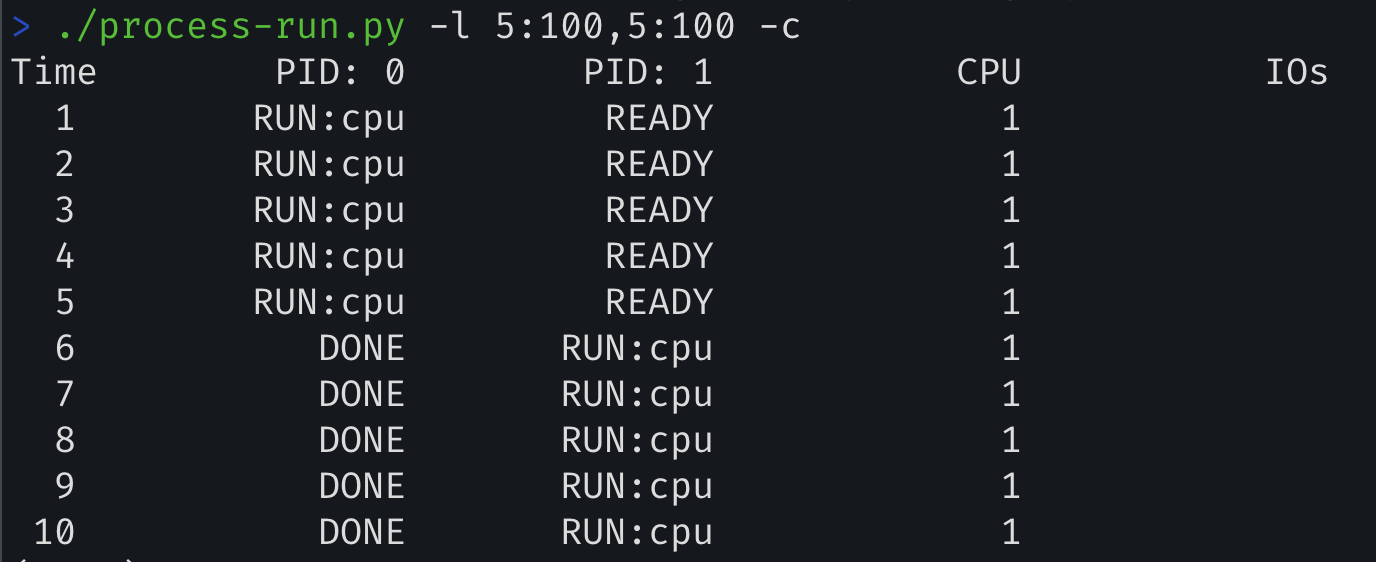 > ./process-run.py -l 5:100,5:100 -c
Time PID: 0 PID: 1 CPU IOs
1 RUN:cpu READY 1
2 RUN:cpu READY 1
3 RUN:cpu READY 1
4 RUN:cpu READY 1
5 RUN:cpu READY 1
6 DONE RUN:cpu 1
7 DONE RUN:cpu 1
8 DONE RUN:cpu 1
9 DONE RUN:cpu 1
10 DONE RUN:cpu 1